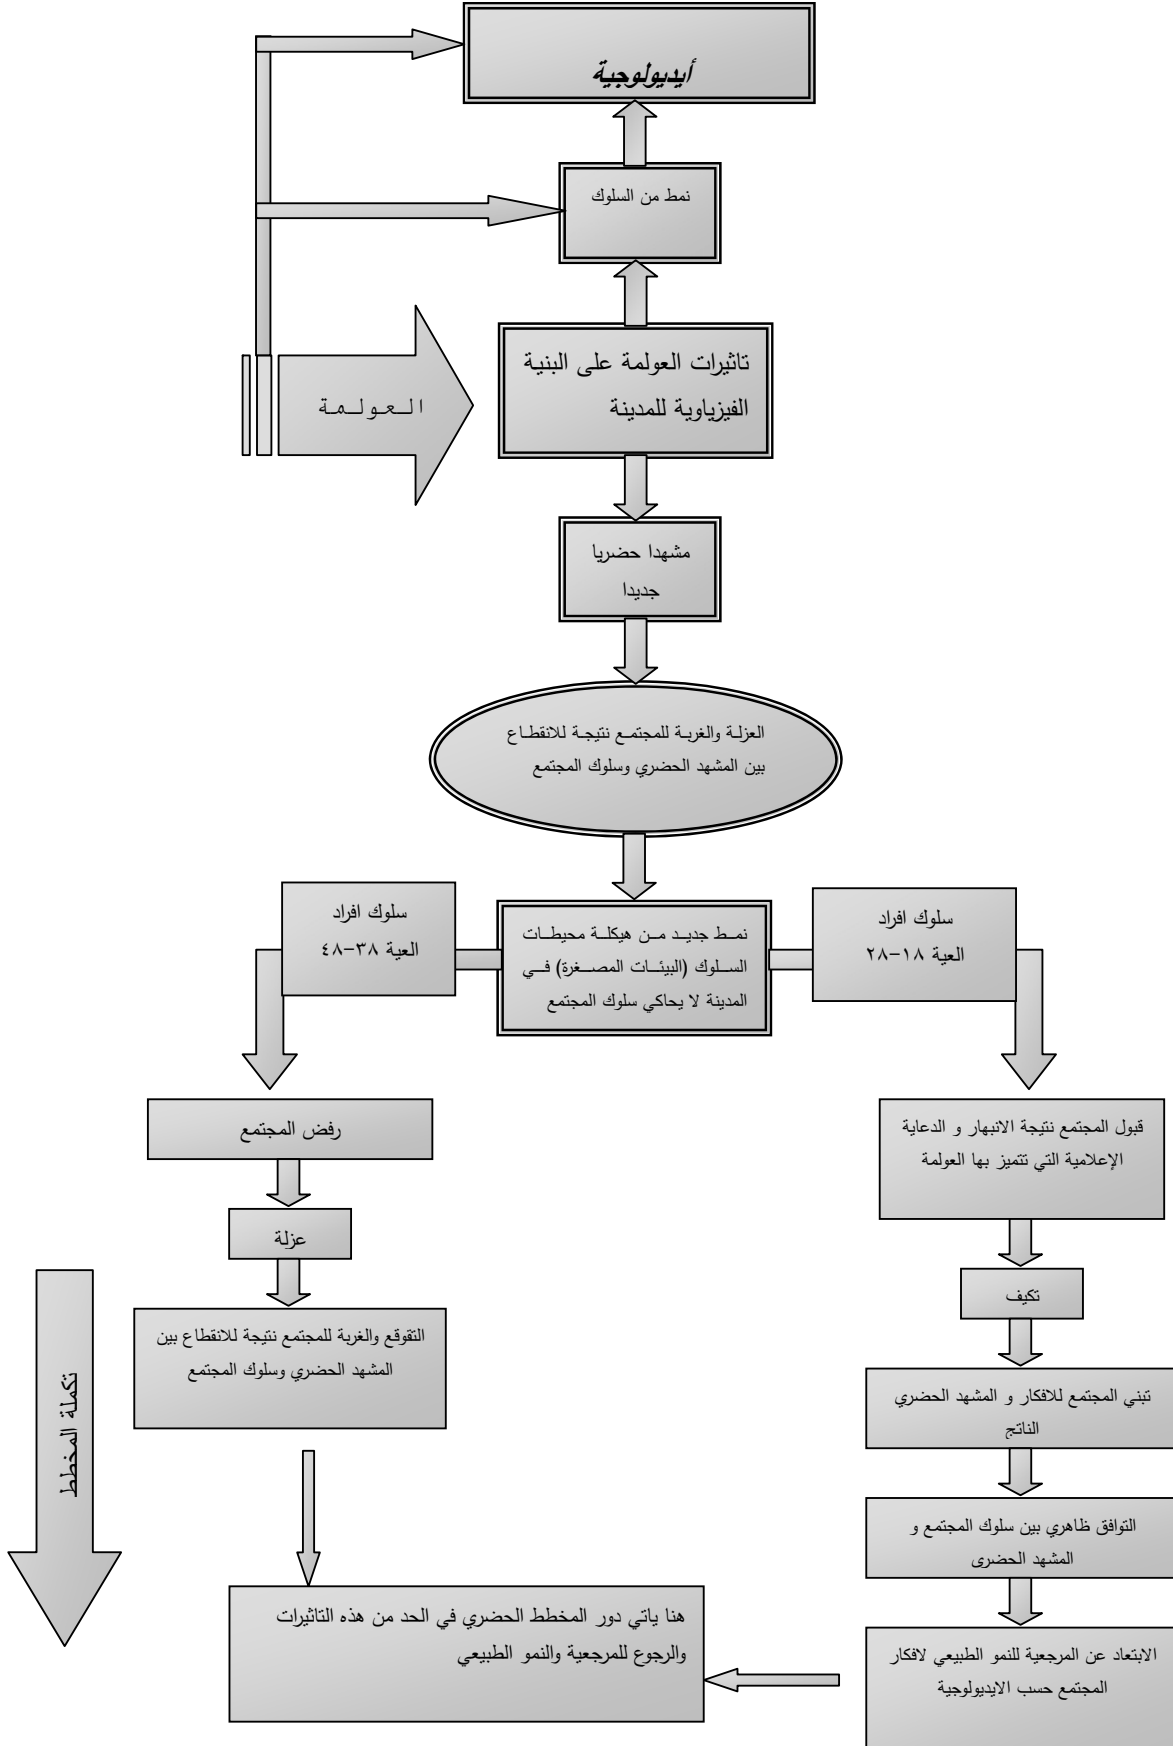 أيديولوجية
نمط من السلوك
تاثيرات العولمة على البنية
الفيزياوية للمدينة
العولمة
مشهدا حضريا
جديدا
العزلة والغربة للمجتمع نتيجة للانقطاع
بين المشهد الحضري وسلوك المجتمع
سلوك افراد
العية ١٨-٢٨
نمط جديد من هيكلة محيطات
السلوك (البيئات المصغرة) في
المدينة لا يحاكي سلوك المجتمع
سلوك افراد
العية ٣٨-٤٨
قبول المجتمع نتيجة الانبهار و الدعاية
الإعلامية التي تتميز بها العولمة
تكيف
تبني المجتمع للافكار و المشهد الحضري
الناتج
التوافق ظاهري بين سلوك المجتمع و
المشهد الحضرى
الابتعاد عن المرجعية للنمو الطبيعي لافكار
المجتمع حسب الايديولوجية
رفض المجتمع
عزلة
التقوقع والغربة للمجتمع نتيجة للانقطاع بين
المشهد الحضري وسلوك المجتمع
هنا ياتي دور المخطط الحضري في الحد من هذه التاثيرات
والرجوع للمرجعية والنمو الطبيعي
تكملة المخطط